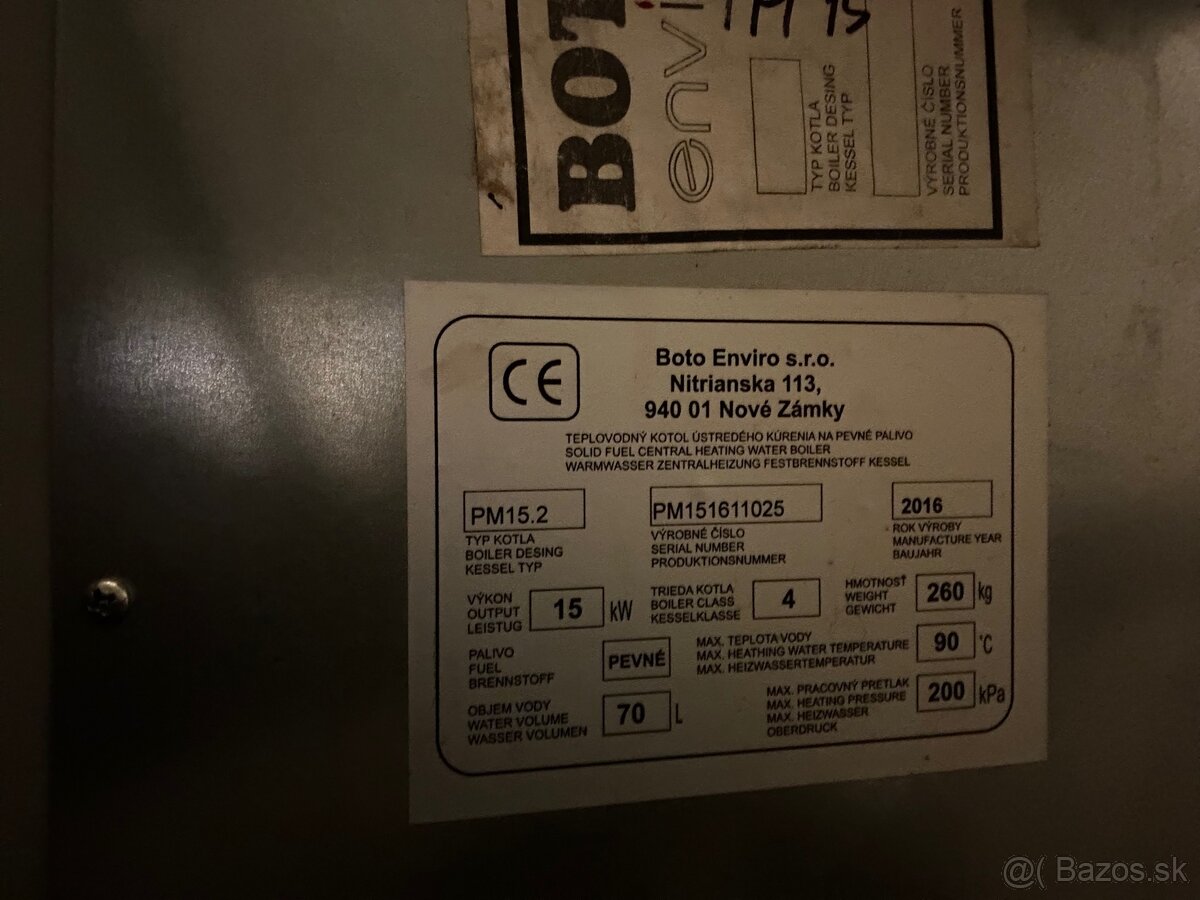 BOT
envi
PM 15
TYP KOTLA
BOILER DESING
KESSEL TYP
VÝROBNÉ ČÍSLO
SERIAL NUMBER
PRODUKTIONSNUMMER
CE
Boto Enviro s.r.o.
Nitrianska 113,
940 01 Nové Zámky
TEPLOVODNÝ KOTOL ÚSTREDÉHO KÚRENIA NA PEVNÉ PALIVO
SOLID FUEL CENTRAL HEATING WATER BOILER
WARMWASSER ZENTRALHEIZUNG FESTBRENNSTOFF KESSEL
PM15.2
TYP KOTLA
BOILER DESING
KESSEL TYP
PM151611025
VÝROBNÉ ČÍSLO
SERIAL NUMBER
PRODUKTIONSNUMMER
2016
ROK VÝROBY
MANUFACTURE YEAR
BAUJAHR
VÝKON
OUTPUT
LEISTUG
15 kW
TRIEDA KOTLA
BOILER CLASS
KESSELKLASSE
4
HMOTNOSŤ
WEIGHT
GEWICHT
260 kg
PALIVO
FUEL
BRENNSTOFF
PEVNÉ
MAX. TEPLOTA VODY
MAX. HEATHING WATER TEMPERATURE
MAX. HEIZWASSERTEMPERATUR
90 °C
OBJEM VODY
WATER VOLUME
WASSER VOLUMEN
70 L
MAX. PRACOVNÝ PRETLAK
MAX. HEATING PRESSURE
MAX. HEIZWASSER
OBERDRUCK
200 kPa
@( Bazos.sk